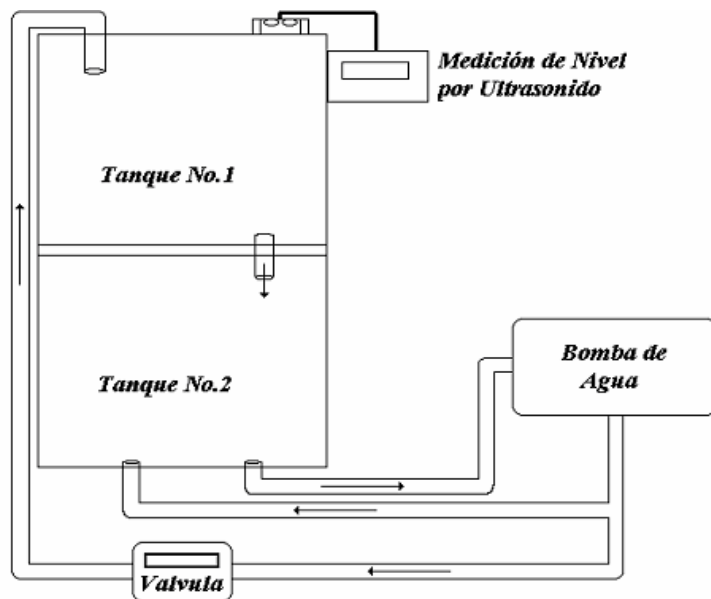 Medición de Nivel
por Ultrasonido
Tanque No.1
Tanque No.2
Bomba de
Agua
Valvula